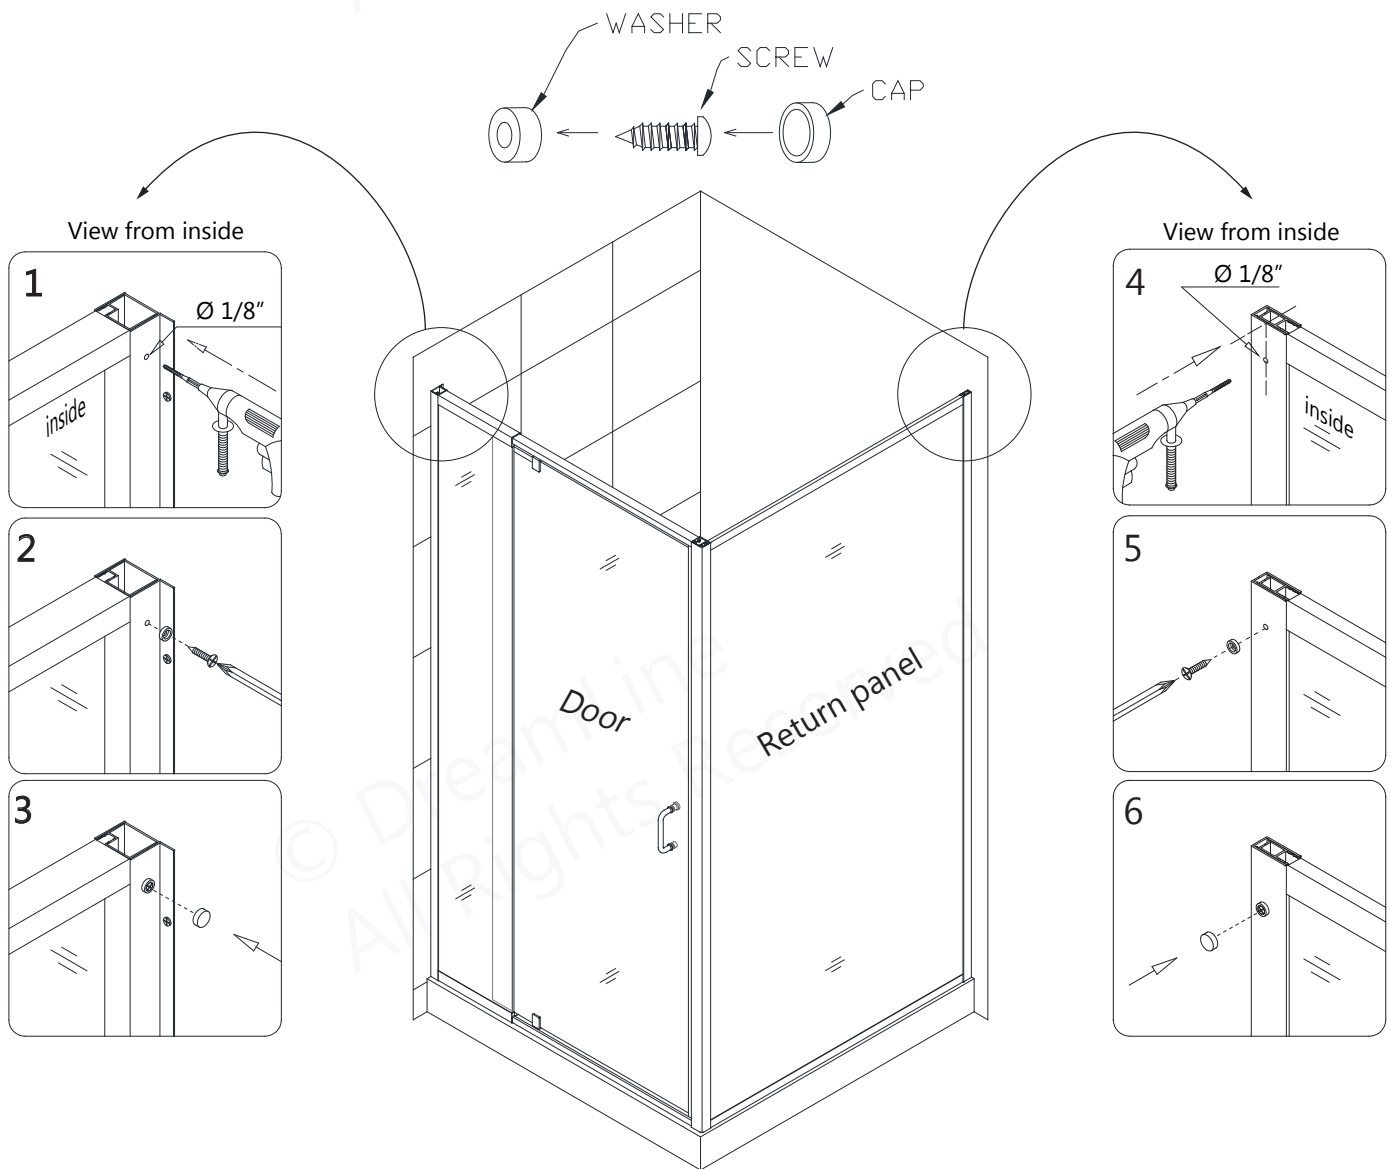 WASHER
SCREW
CAP
View from inside
1
Ø 1/8”
inside
2
3
View from inside
4
Ø 1/8”
inside
5
6
Door
Return panel
© DreamLine
All Rights Reserved